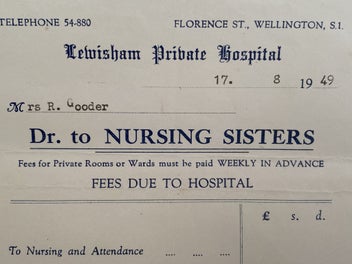 TELEPHONE 54-880 FLORENCE ST., WELLINGTON, S.1.
Lewisham Private Hospital
17. 8 1949
Mrs R. Gooder
Dr. to NURSING SISTERS
Fees for Private Rooms or Wards must be paid WEEKLY IN ADVANCE
FEES DUE TO HOSPITAL
£ s. d.
To Nursing and Attendance .... .... ....